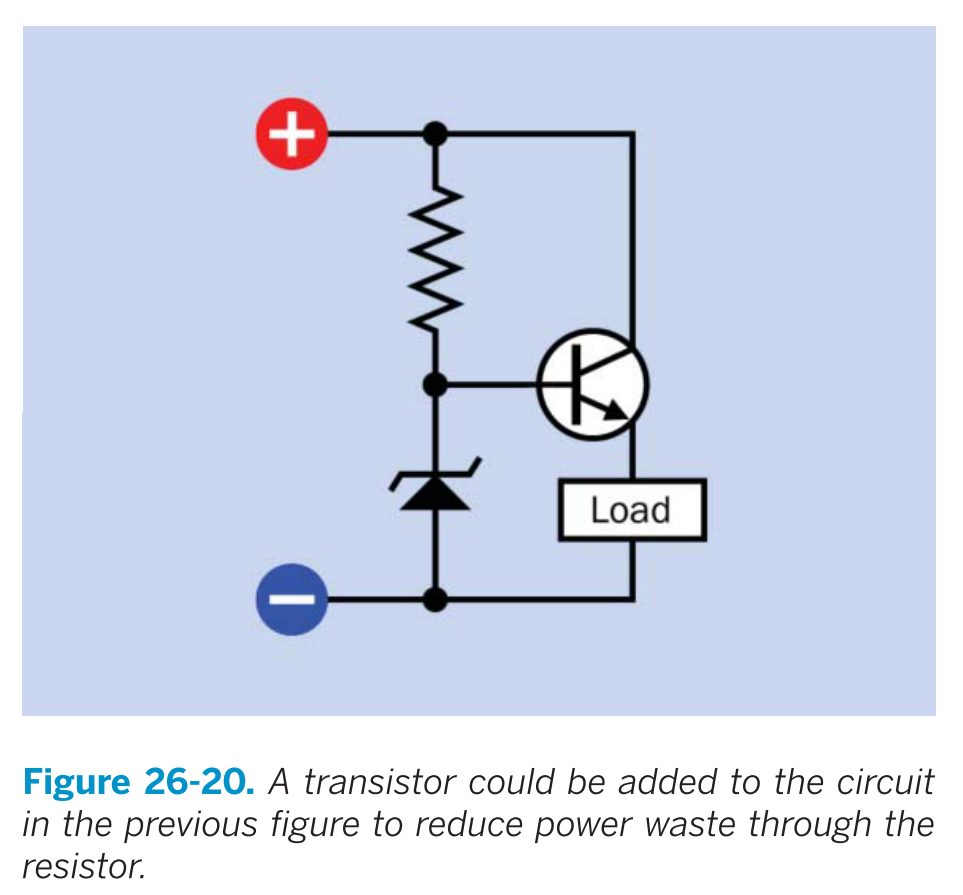 +
Load
−
Figure 26-20. A transistor could be added to the circuit
in the previous figure to reduce power waste through the
resistor.